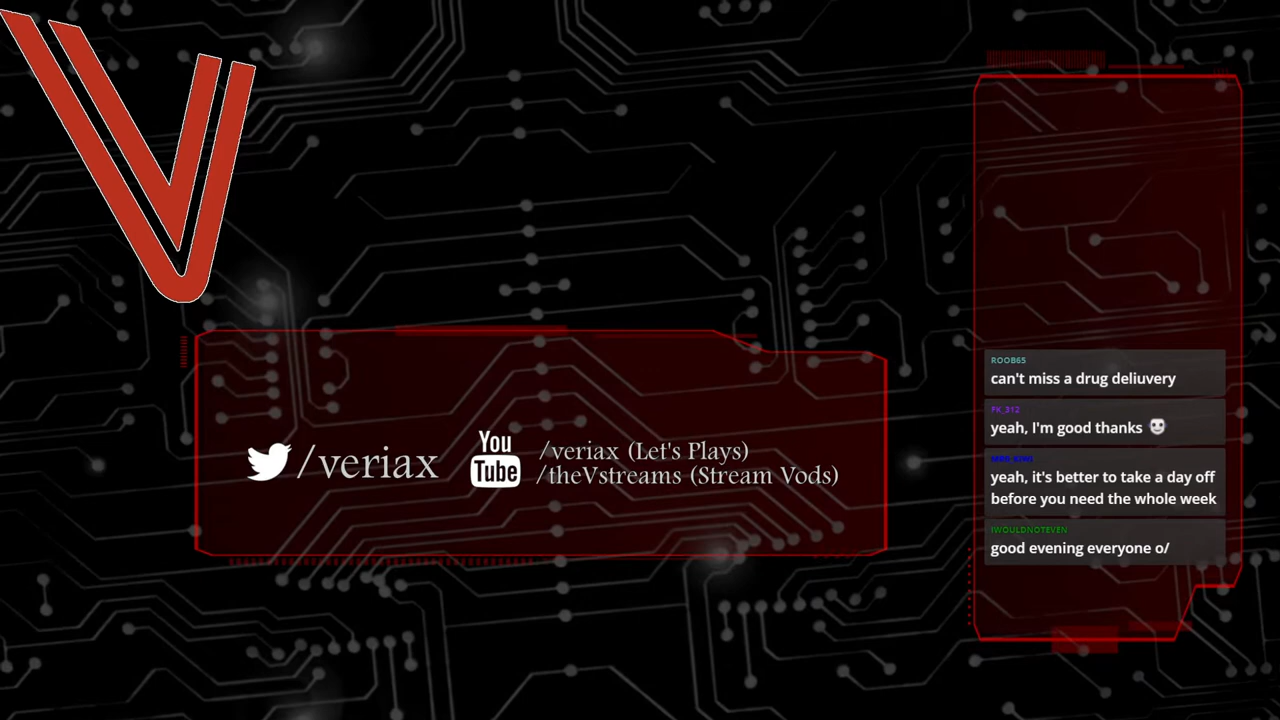 /veriax
You
Tube
/veriax (Let's Plays)
/theVstreams (Stream Vods)
ROOB65
can't miss a drug deliuvery
FK_312
yeah, I'm good thanks
yeah, it's better to take a day off
before you need the whole week
IWOULDNOTEVEN
good evening everyone o/